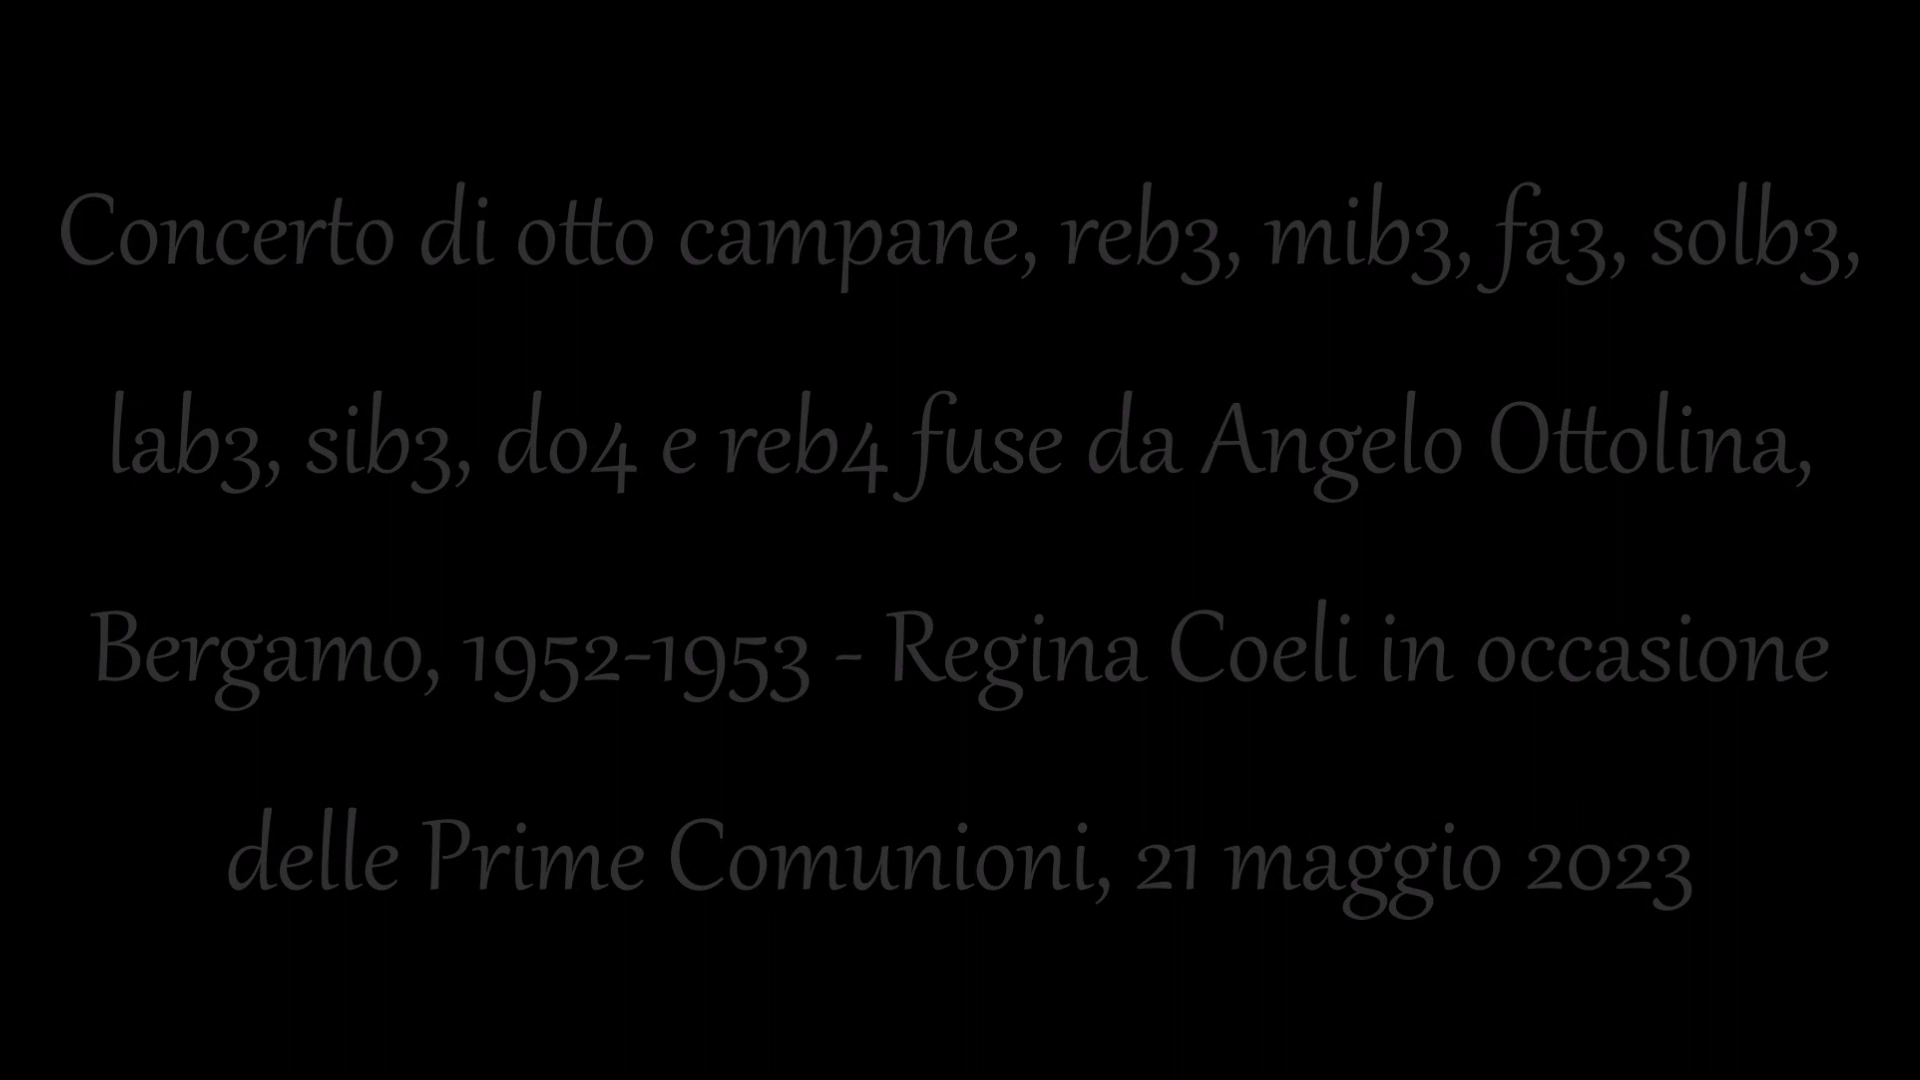 Concerto di otto campane, reb3, mib3, fa3, solb3,
lab3, sib3, do4 e reb4 fuse da Angelo Ottolina,
Bergamo, 1952-1953 - Regina Coeli in occasione
delle Prime Comunioni, 21 maggio 2023